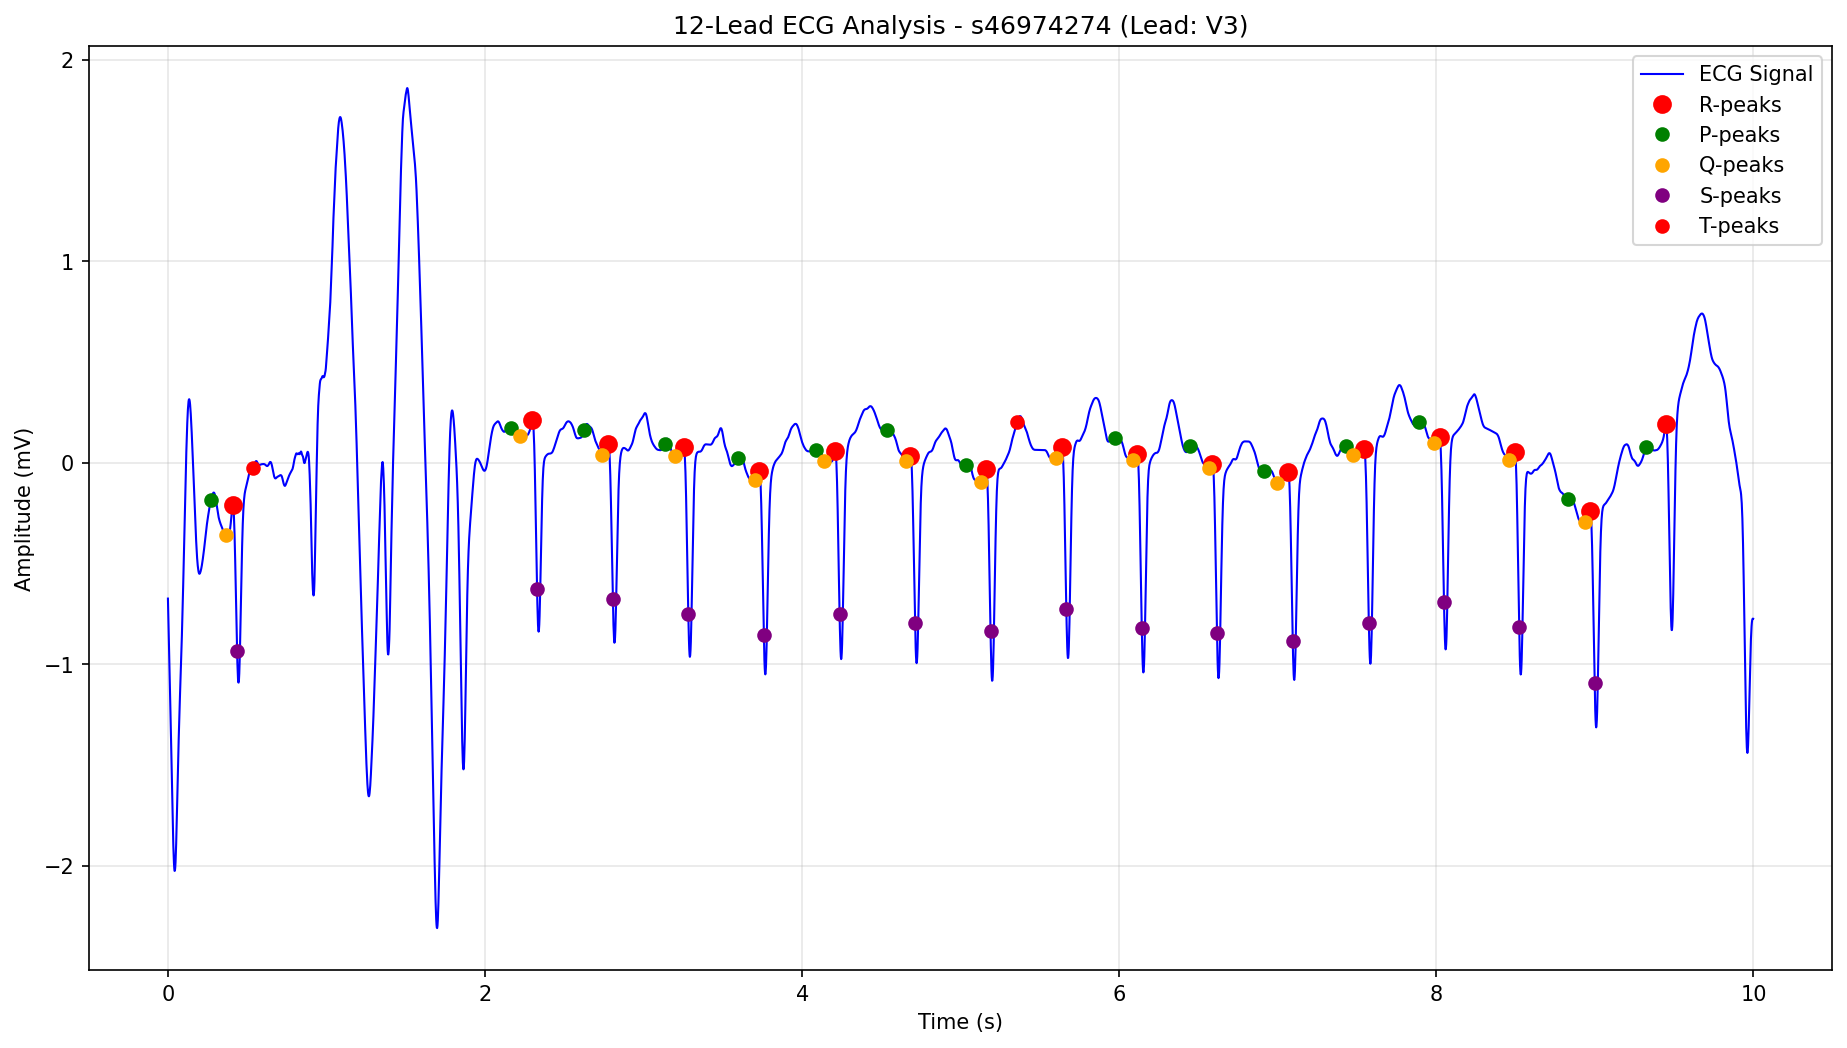 12-Lead ECG Analysis - s46974274 (Lead: V3)
ECG Signal
R-peaks
P-peaks
Q-peaks
S-peaks
T-peaks
Amplitude (mV)
2
1
0
−1
−2
0 2 4 6 8 10
Time (s)